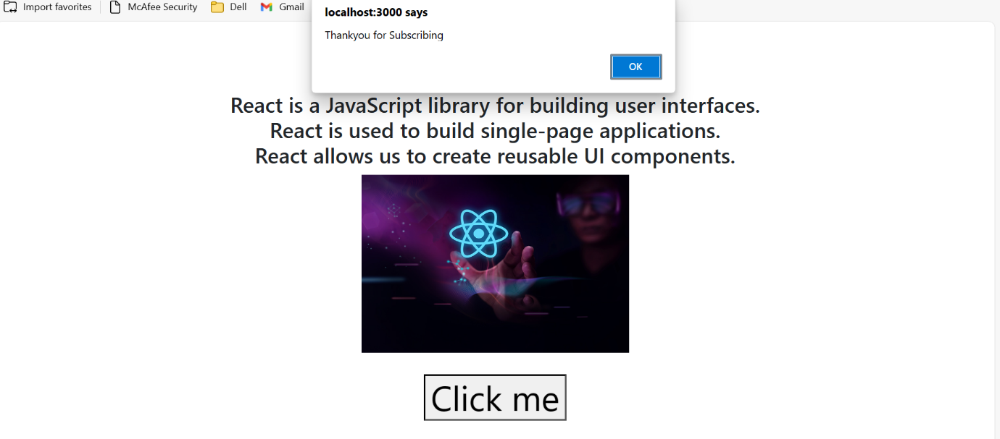 Import favorites McAfee Security Dell Gmail
localhost:3000 says
Thankyou for Subscribing
OK
React is a JavaScript library for building user interfaces.
React is used to build single-page applications.
React allows us to create reusable UI components.
Click me